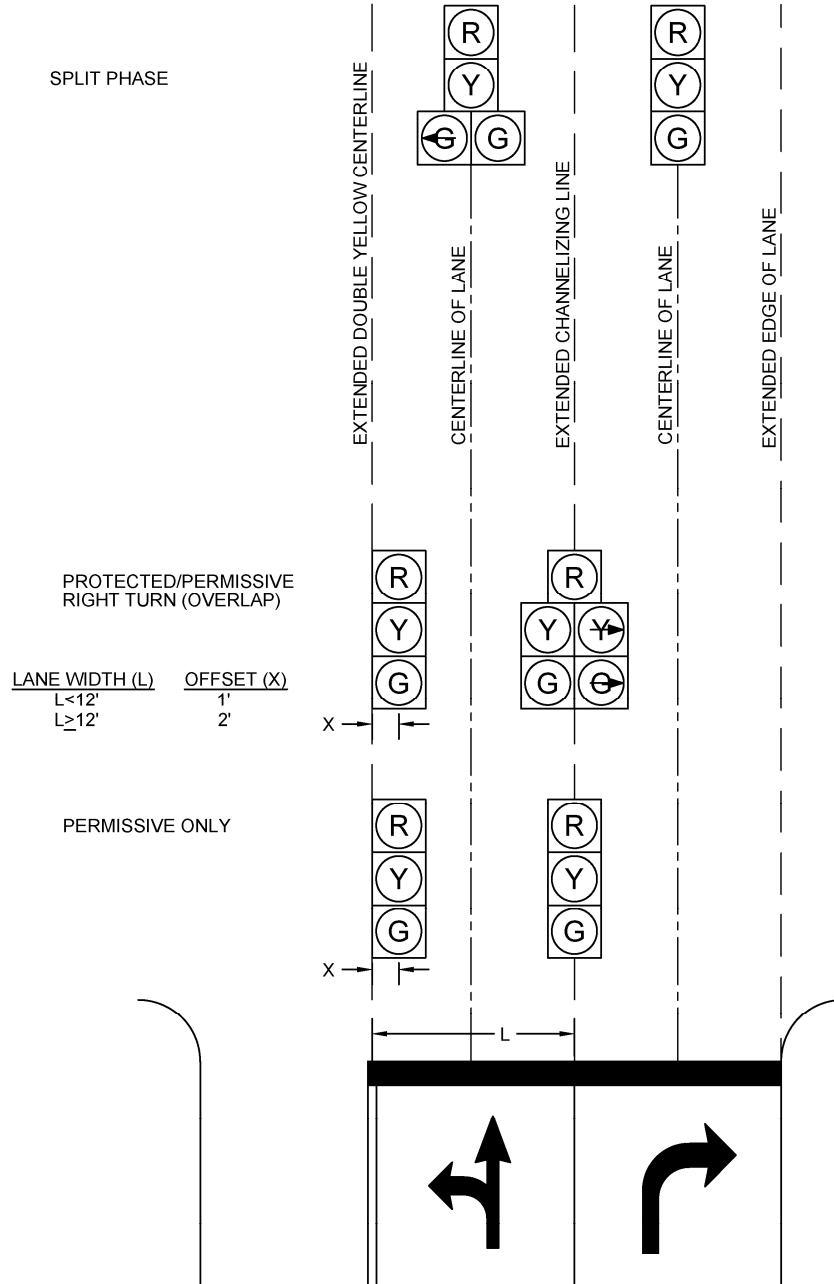 R
R
SPLIT PHASE
Y
Y
G G
G
EXTENDED DOUBLE YELLOW CENTERLINE
CENTERLINE OF LANE
EXTENDED CHANNELIZING LINE
CENTERLINE OF LANE
EXTENDED EDGE OF LANE
PROTECTED/PERMISSIVE
RIGHT TURN (OVERLAP)
R
R
Y
Y Y
G
G G
LANE WIDTH (L) OFFSET (X)
L<12' 1'
L≥12' 2'
X
PERMISSIVE ONLY
R
R
Y
Y
G
G
X
L